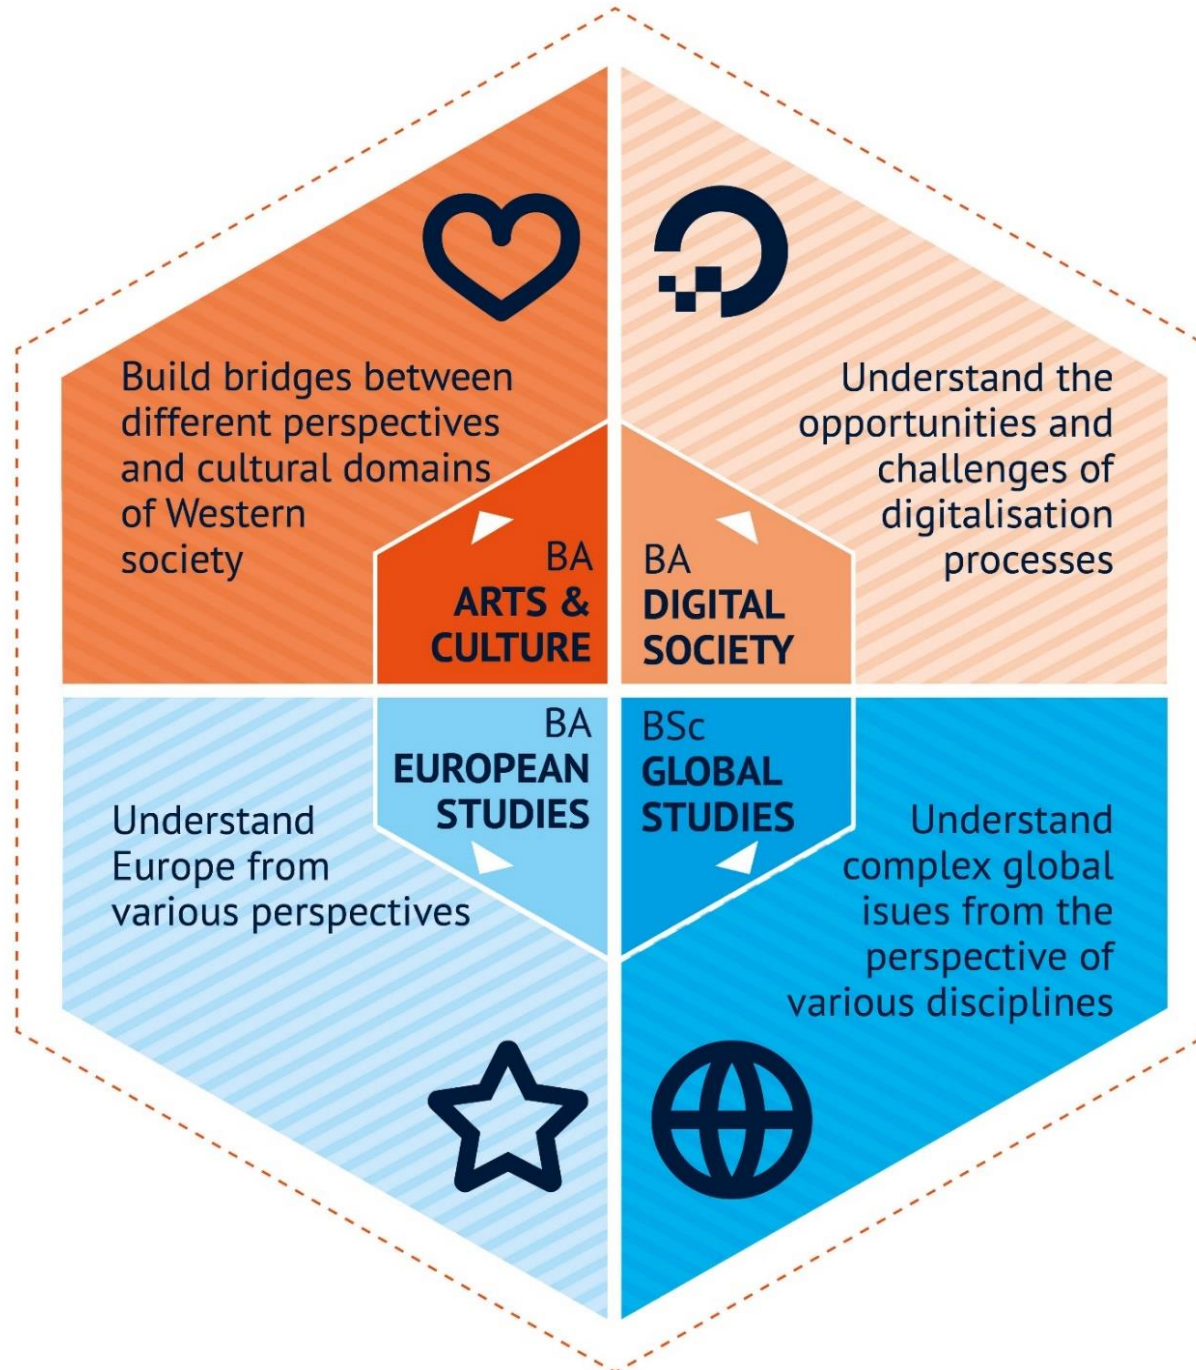 Build bridges between
different perspectives
and cultural domains
of Western
society
BA
ARTS &
CULTURE
Understand the
opportunities and
challenges of
digitalisation
processes
BA
DIGITAL
SOCIETY
BA
EUROPEAN
STUDIES
Understand
Europe from
various perspectives
BSc
GLOBAL
STUDIES
Understand
complex global
isues from the
perspective of
various disciplines